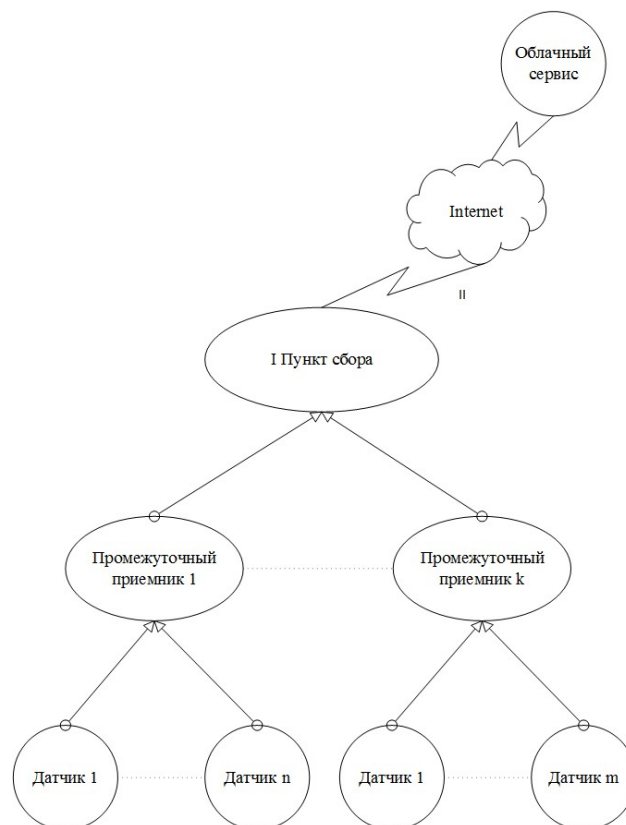 Облачный
сервис
Internet
II
I Пункт сбора
Промежуточный
приемник 1
Промежуточный
приемник k
Датчик 1
Датчик n
Датчик 1
Датчик m